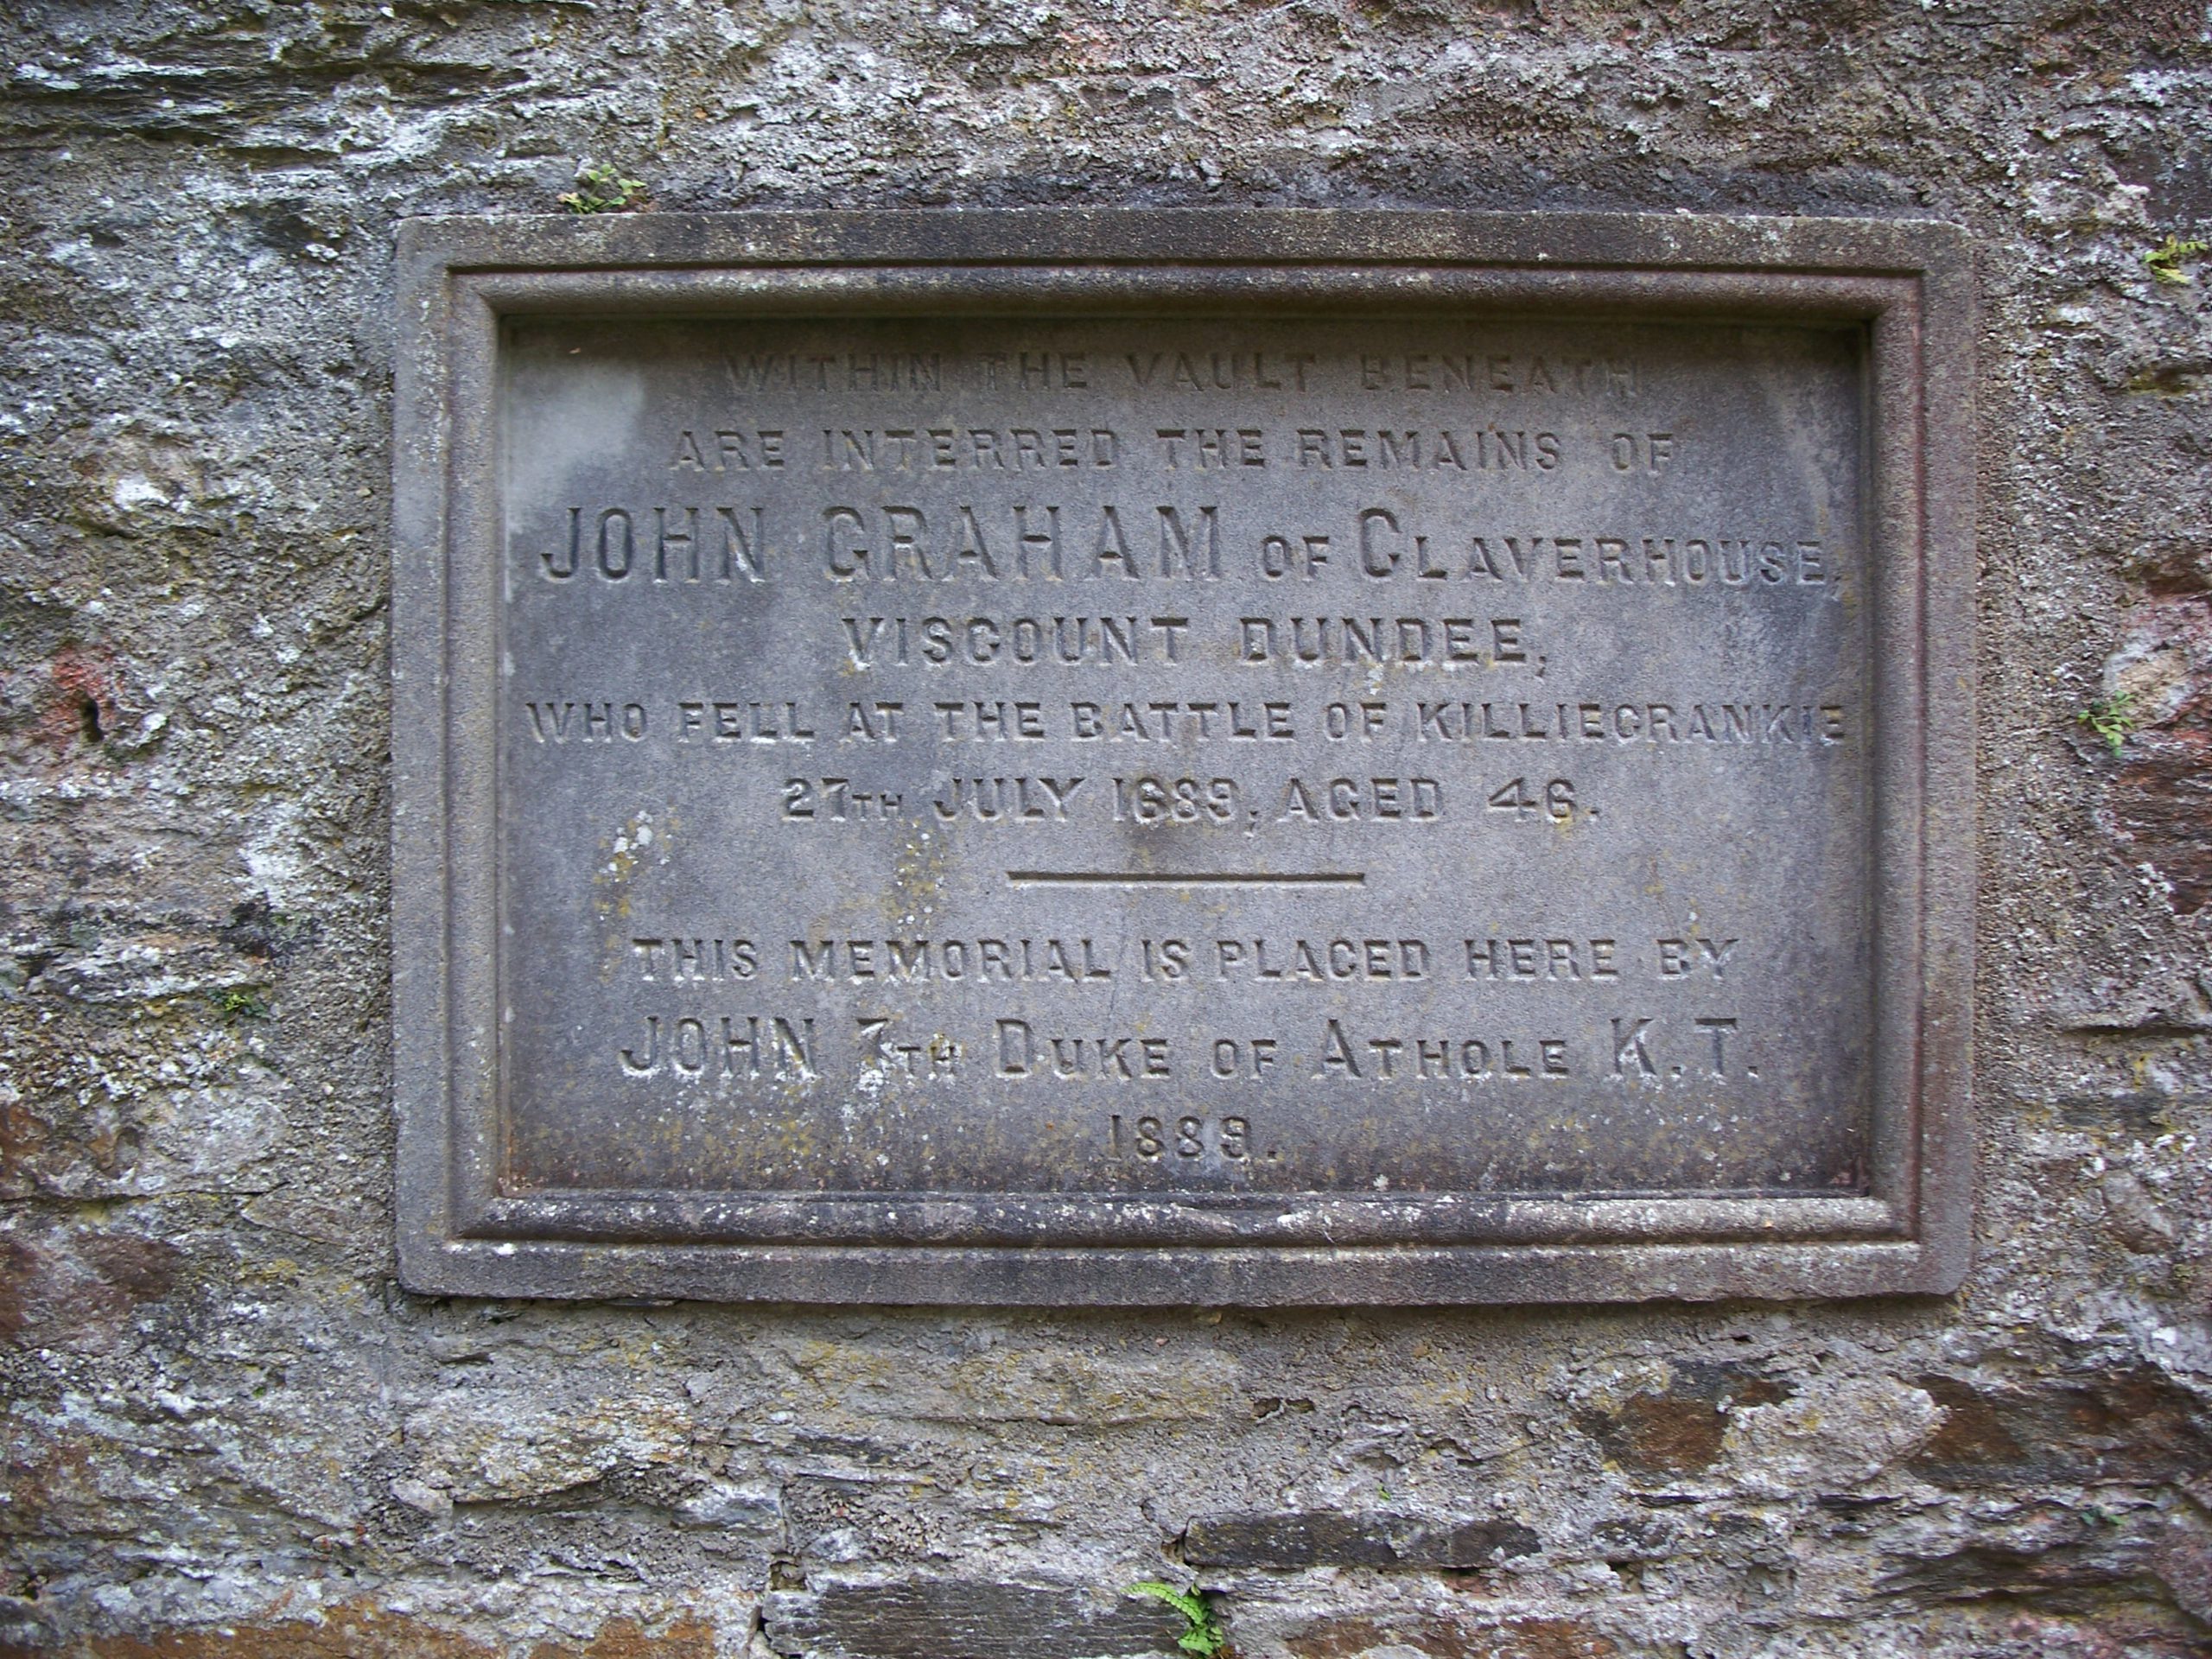 WITHIN THE VAULT BENEATH
ARE INTERRED THE REMAINS OF
JOHN GRAHAM OF CLAVERHOUSE,
VISCOUNT DUNDEE,
WHO FELL AT THE BATTLE OF KILLIECRANKIE
27TH JULY 1689, AGED 46.
THIS MEMORIAL IS PLACED HERE BY
JOHN 7TH DUKE OF ATHOLE K.T.
1889.